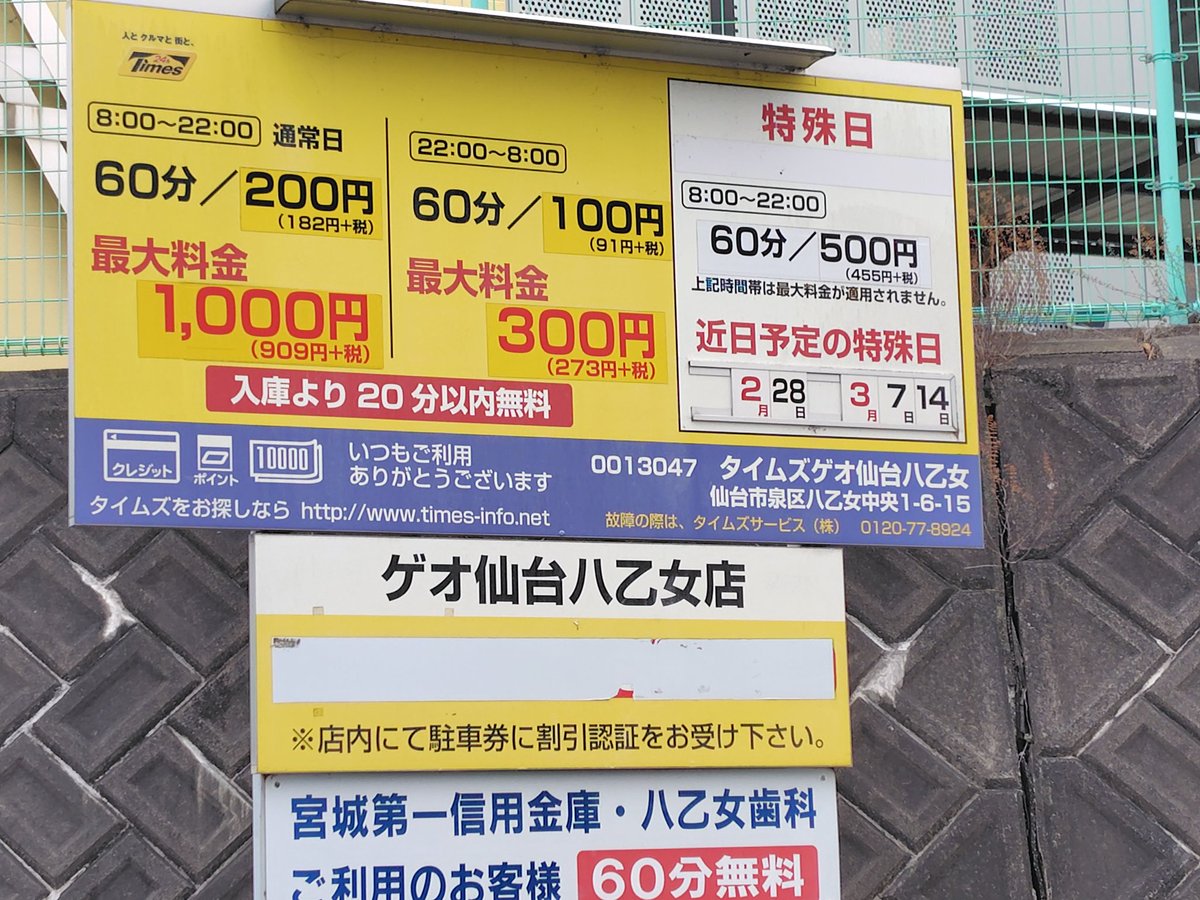 人とクルマと街と、
24h Times
8:00～22:00 通常日
60分／200円
(182円+税)
最大料金
1,000円
(909円+税)
22:00～8:00
60分／100円
(91円+税)
最大料金
300円
(273円+税)
入庫より20分以内無料
特殊日
8:00～22:00
60分／500円
(455円+税)
上記時間帯は最大料金が適用されません。
近日予定の特殊日
2月28日 3月7日14日
クレジット ポイント 10000
いつもご利用
ありがとうございます
タイムズをお探しなら http://www.times-info.net
0013047 タイムズゲオ仙台八乙女
仙台市泉区八乙女中央1-6-15
故障の際は、タイムズサービス（株） 0120-77-8924
ゲオ仙台八乙女店
※店内にて駐車券に割引認証をお受け下さい。
宮城第一信用金庫・八乙女歯科
ご利用のお客様 60分無料